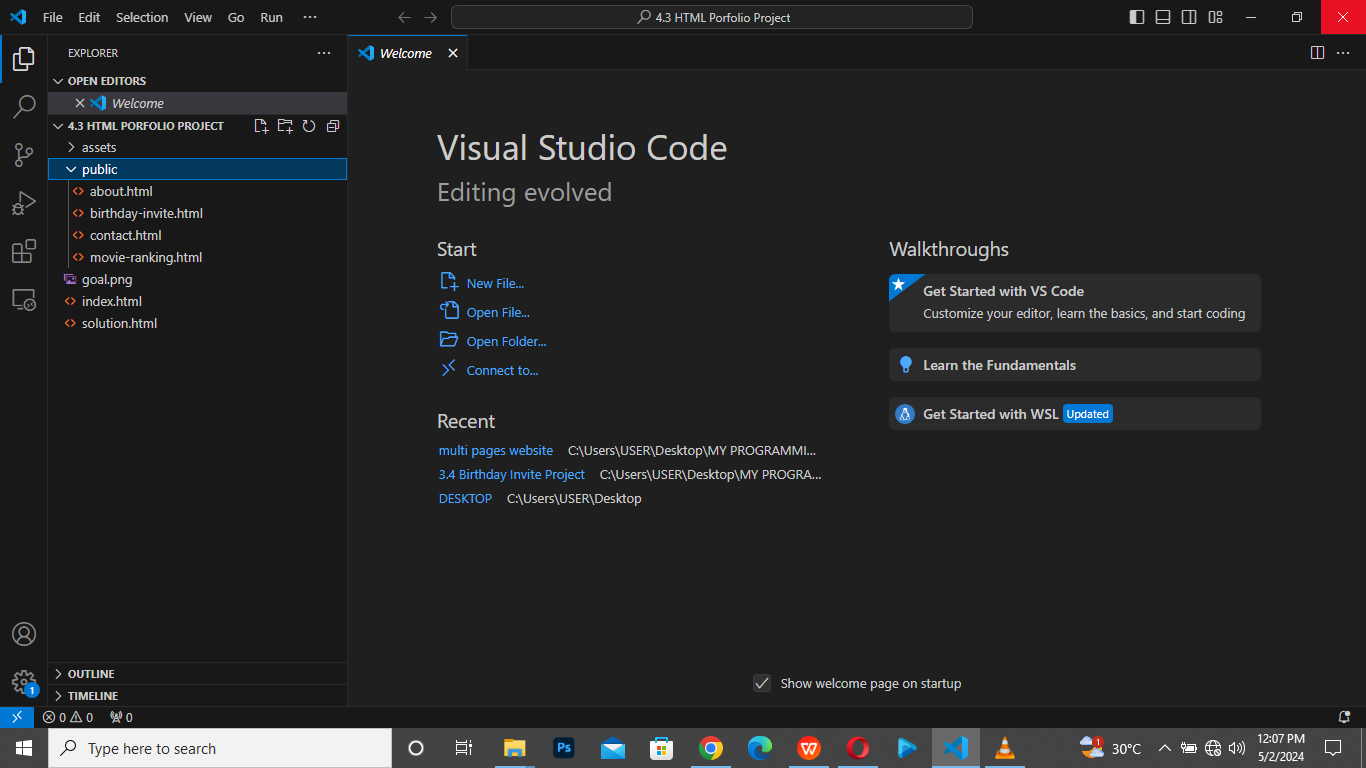 File Edit Selection View Go Run ··· 4.3 HTML Porfolio Project
EXPLORER ···
Welcome
OPEN EDITORS
Welcome
4.3 HTML PORFOLIO PROJECT
assets
public
about.html
birthday-invite.html
contact.html
movie-ranking.html
goal.png
index.html
solution.html
OUTLINE
TIMELINE
Visual Studio Code
Editing evolved
Start
New File...
Open File...
Open Folder...
Connect to...
Recent
multi pages website C:\Users\USER\Desktop\MY PROGRAMMI...
3.4 Birthday Invite Project C:\Users\USER\Desktop\MY PROGRA...
DESKTOP C:\Users\USER\Desktop
Walkthroughs
Get Started with VS Code
Customize your editor, learn the basics, and start coding
Learn the Fundamentals
Get Started with WSL Updated
Show welcome page on startup
1
0 0 0
Type here to search
Ps
W
1
30°C
12:07 PM
5/2/2024